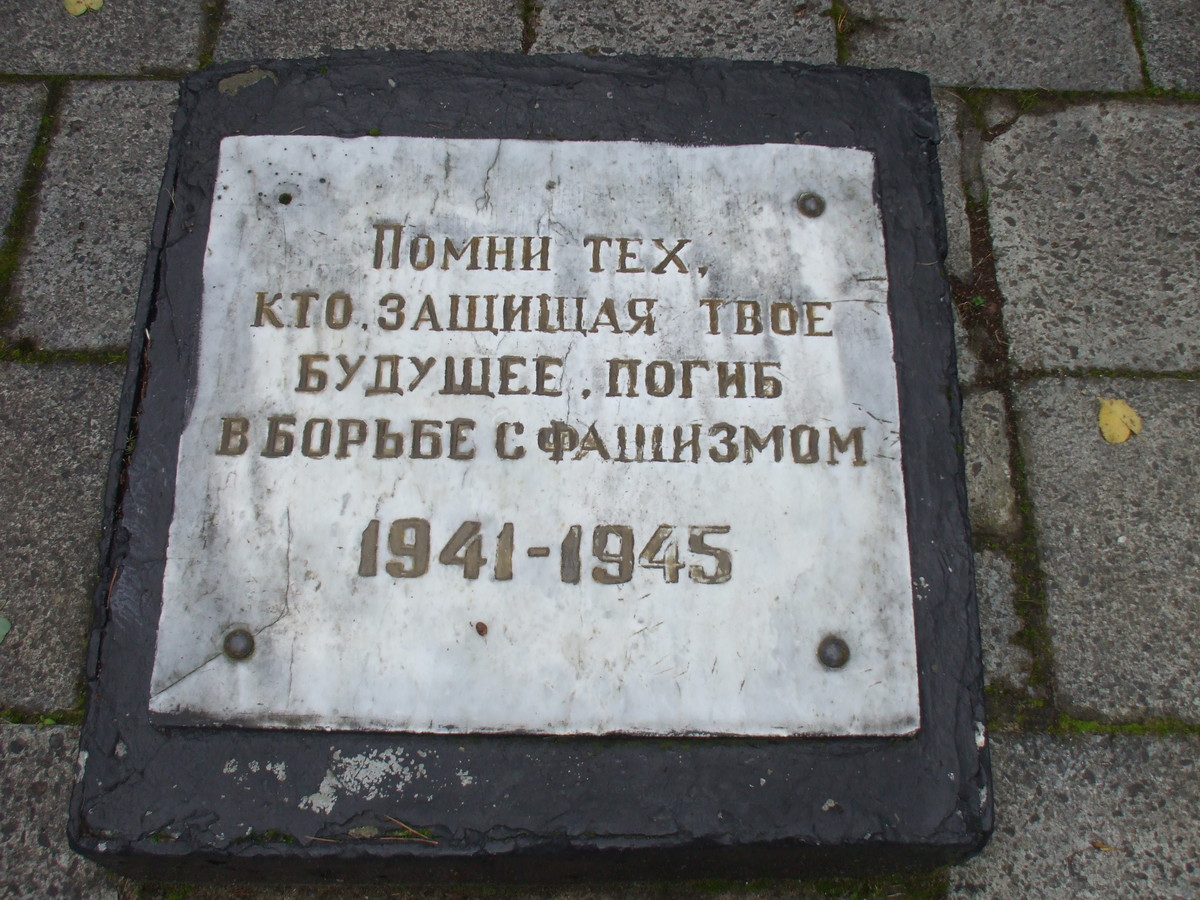 Помни тех,
кто, защищая твое
будущее, погиб
в борьбе с фашизмом
1941-1945